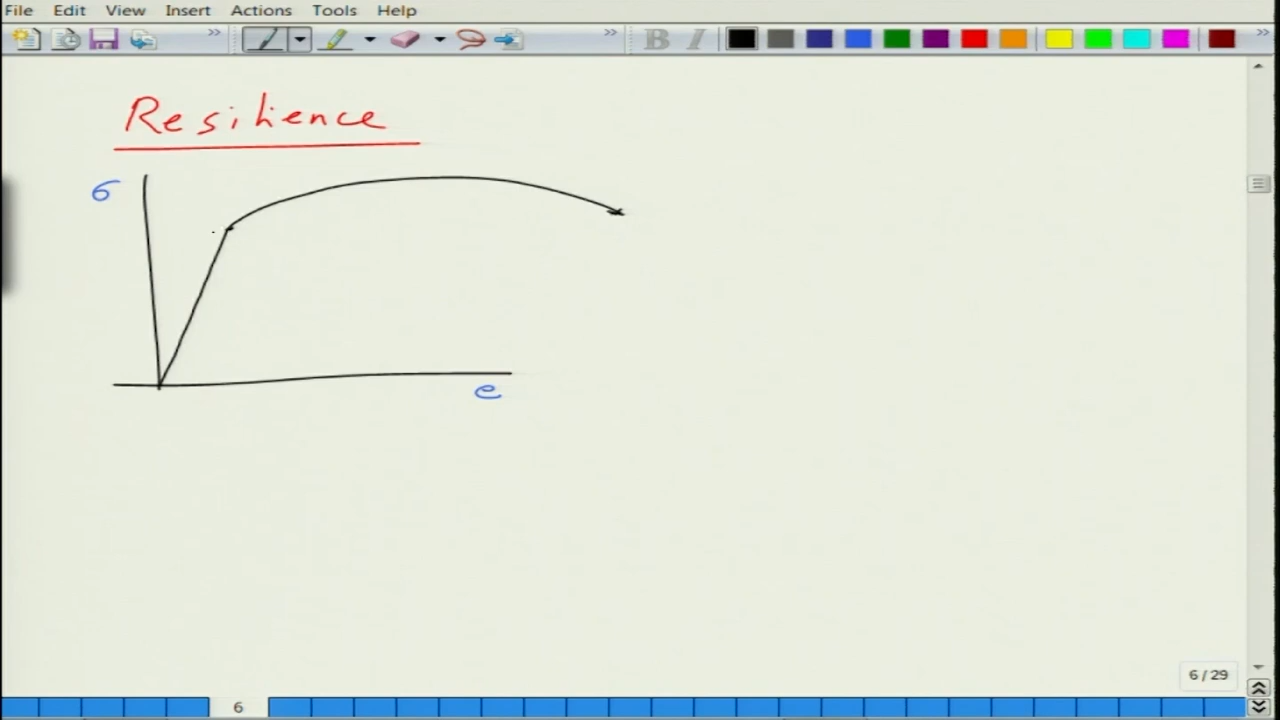 File Edit View Insert Actions Tools Help
B I
Resilience
σ
e
6 / 29
6